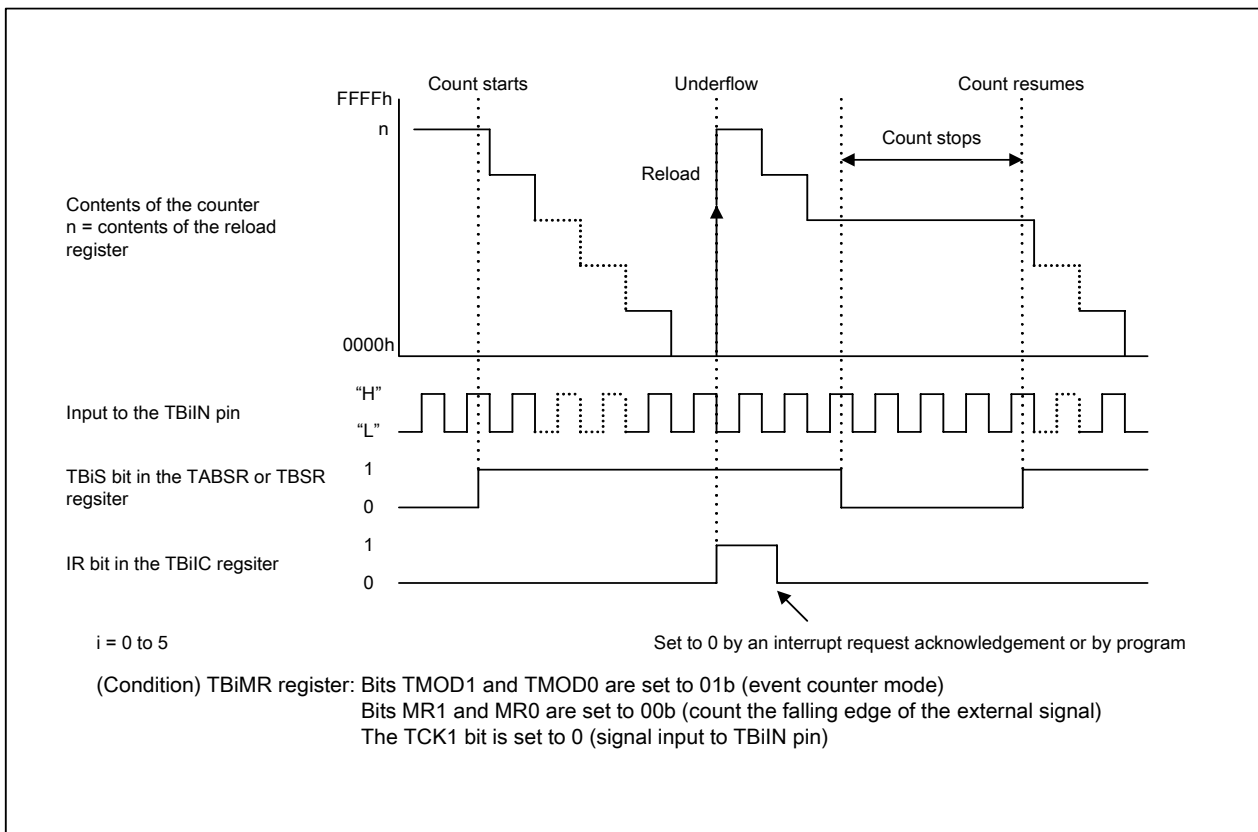 Count starts
Underflow
Count resumes
FFFFh
n
Count stops
Reload
Contents of the counter
n = contents of the reload
register
0000h
“H”
Input to the TBiIN pin
“L”
TBiS bit in the TABSR or TBSR
regsiter
1
0
1
IR bit in the TBiIC regsiter
0
i = 0 to 5
Set to 0 by an interrupt request acknowledgement or by program
(Condition) TBiMR register: Bits TMOD1 and TMOD0 are set to 01b (event counter mode)
Bits MR1 and MR0 are set to 00b (count the falling edge of the external signal)
The TCK1 bit is set to 0 (signal input to TBiIN pin)